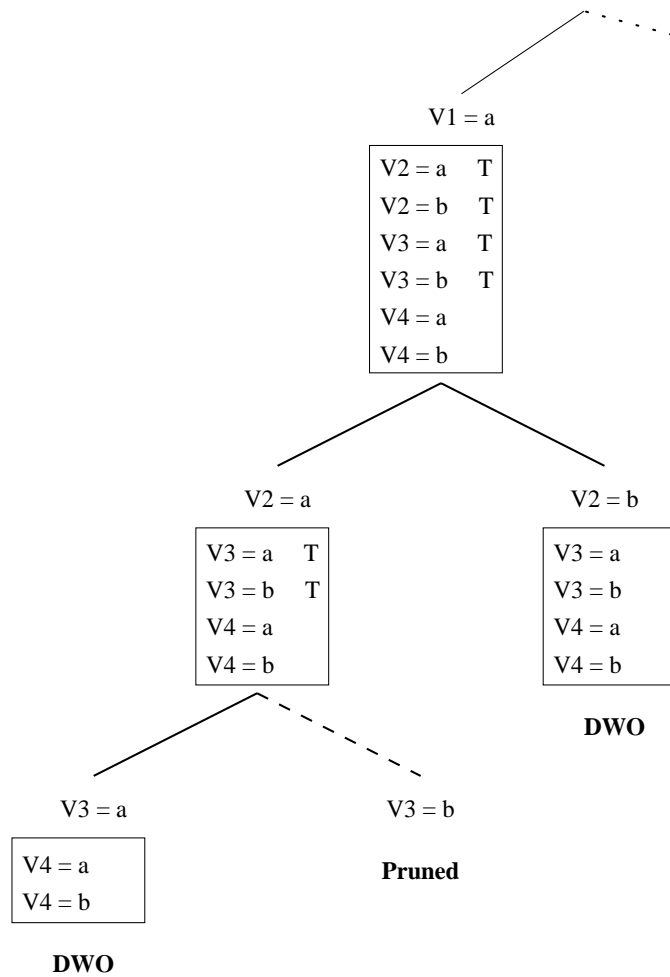 V1 = a
V2 = a T
V2 = b T
V3 = a T
V3 = b T
V4 = a
V4 = b
V2 = a
V3 = a T
V3 = b T
V4 = a
V4 = b
V2 = b
V3 = a
V3 = b
V4 = a
V4 = b
DWO
V3 = a
V4 = a
V4 = b
DWO
V3 = b
Pruned